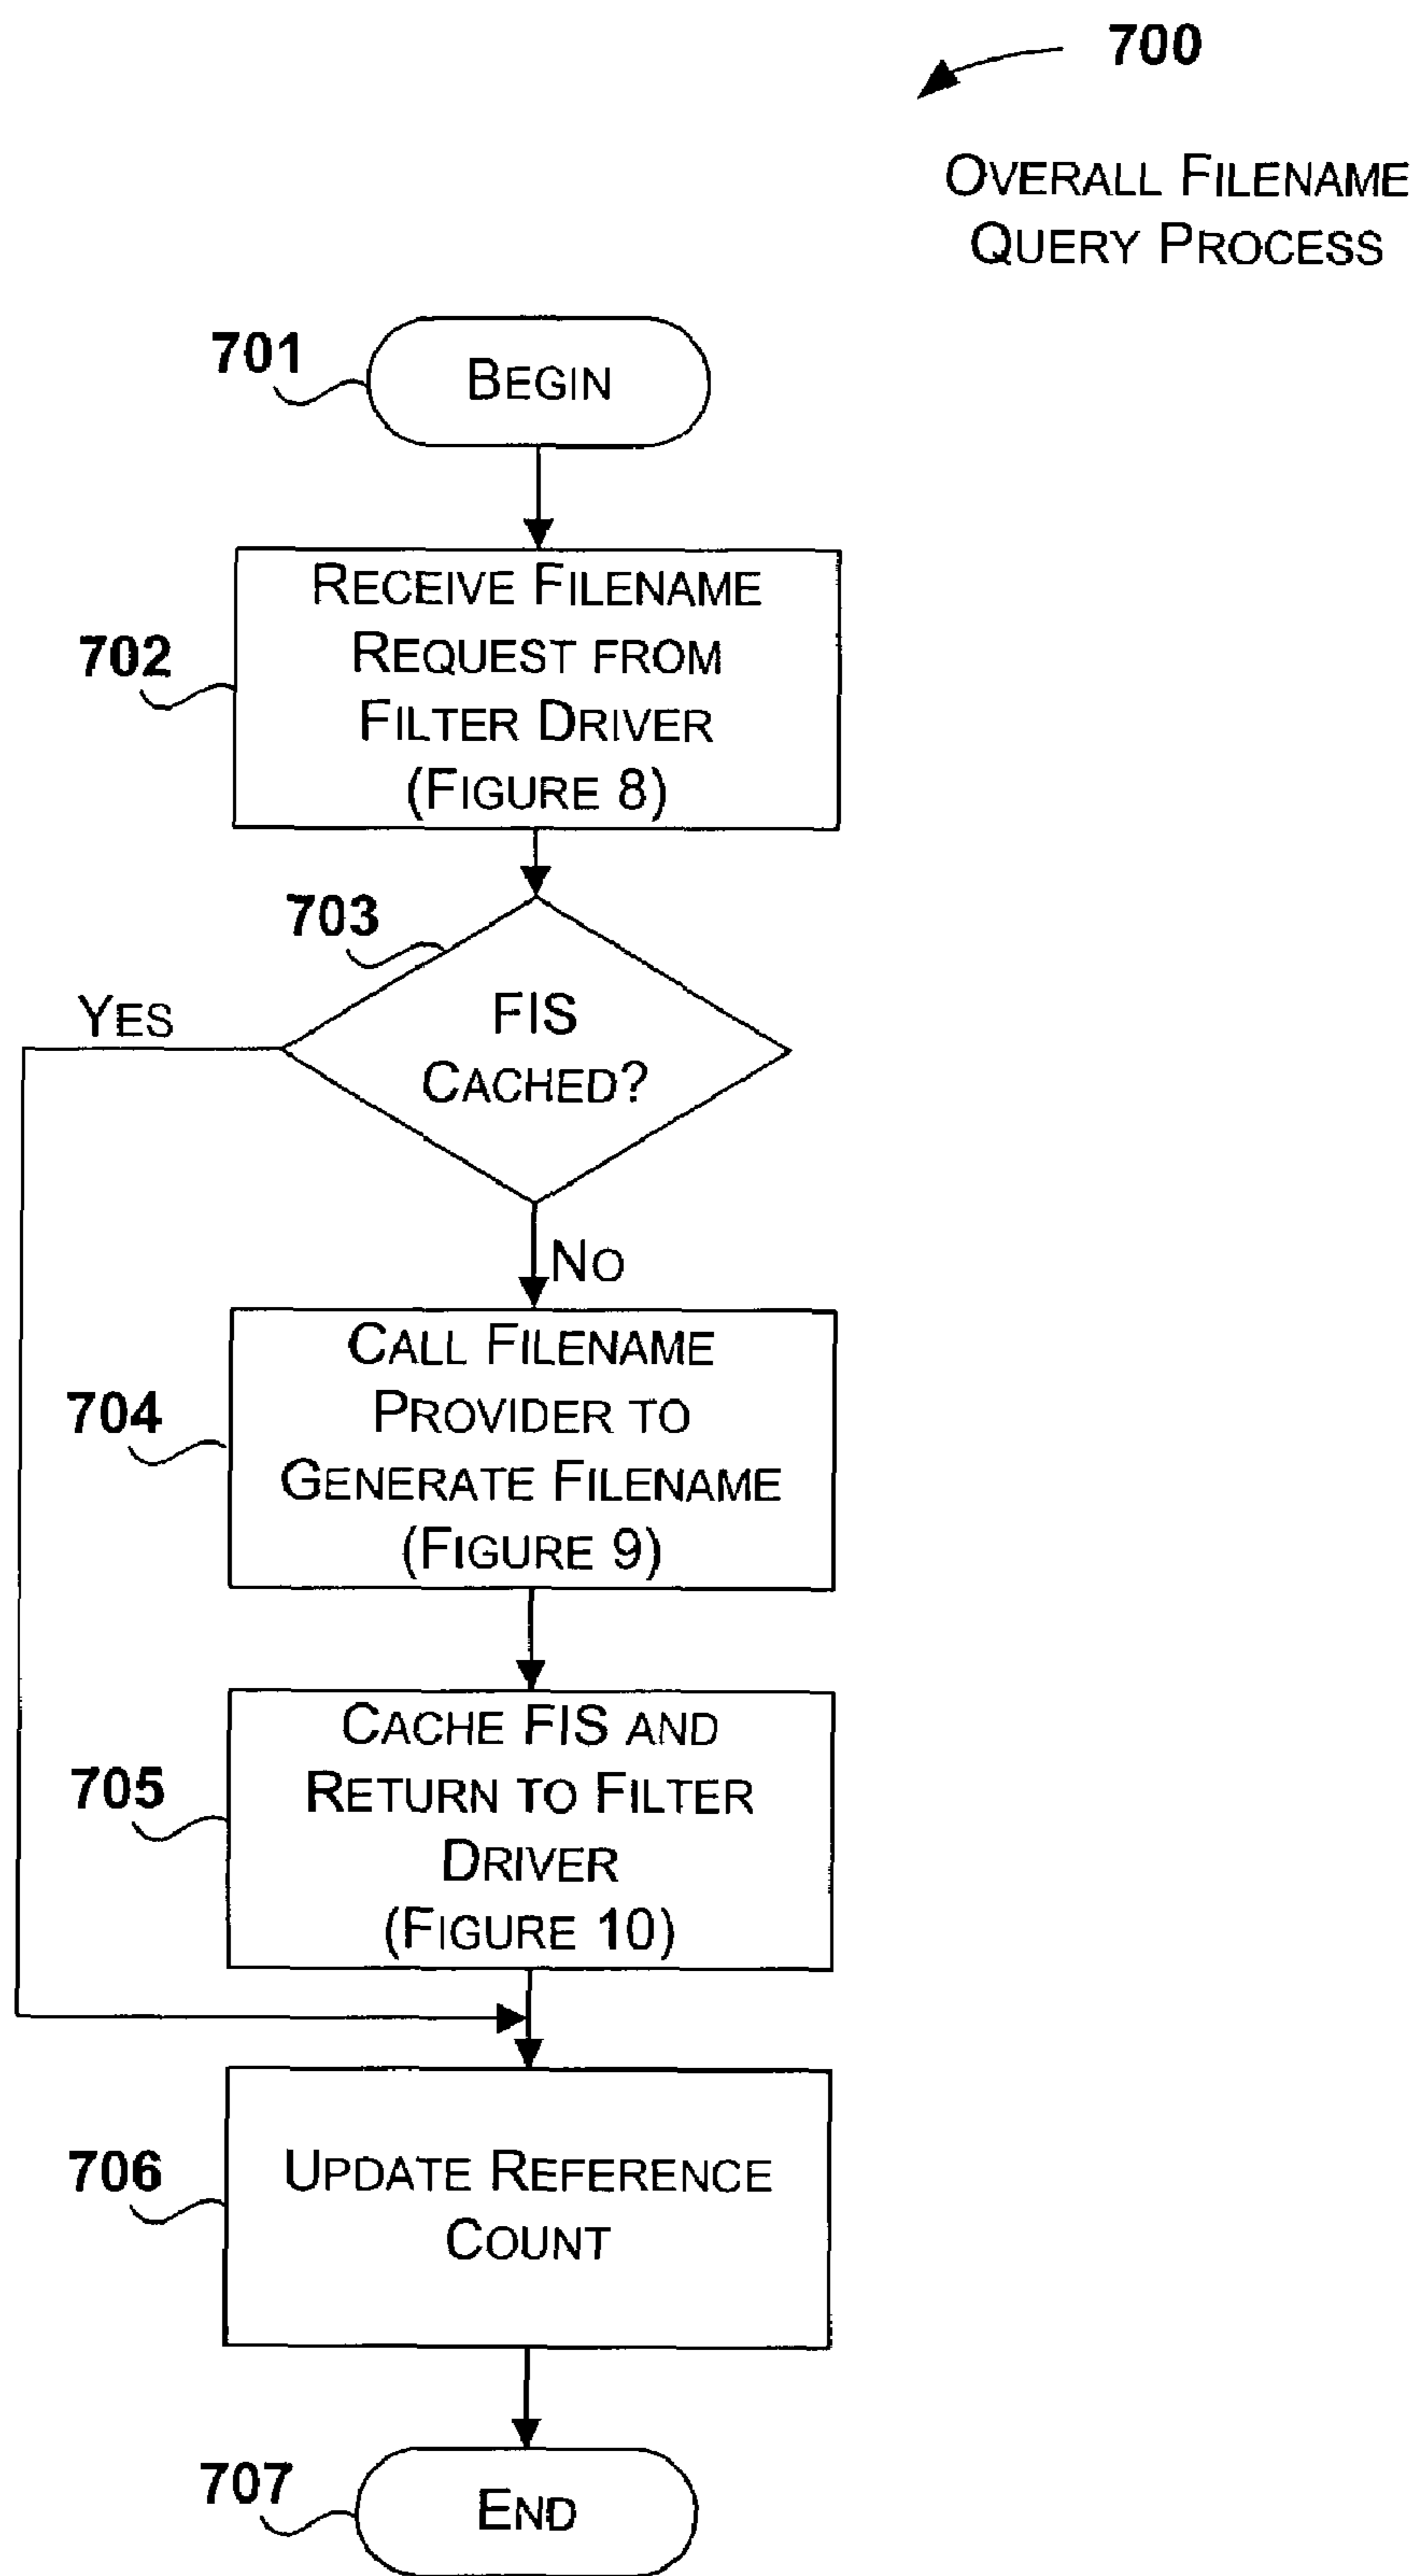 700
OVERALL FILENAME
QUERY PROCESS
701
BEGIN
RECEIVE FILENAME
REQUEST FROM
FILTER DRIVER
(FIGURE 8)
702
703
FIS
CACHED?
YES
NO
CALL FILENAME
PROVIDER TO
GENERATE FILENAME
(FIGURE 9)
704
CACHE FIS AND
RETURN TO FILTER
DRIVER
(FIGURE 10)
705
UPDATE REFERENCE
COUNT
706
707
END